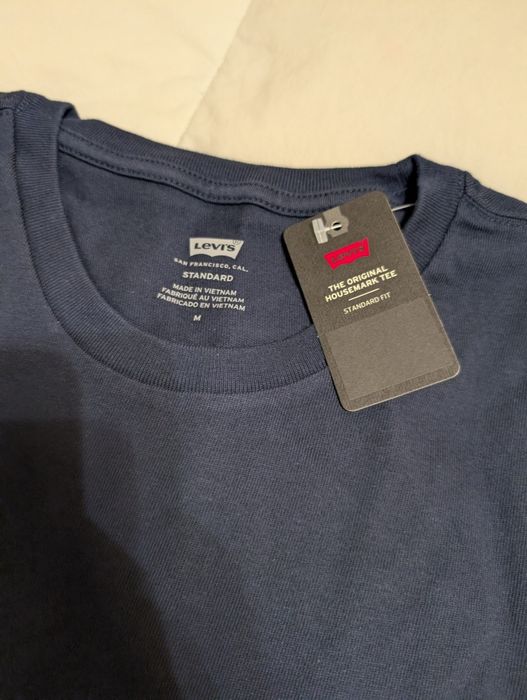 Levi's
SAN FRANCISCO, CAL.
STANDARD
MADE IN VIETNAM
FABRIQUÉ AU VIETNAM
FABRICADO EN VIETNAM
M
Levi's
THE ORIGINAL
HOUSEMARK TEE
STANDARD FIT